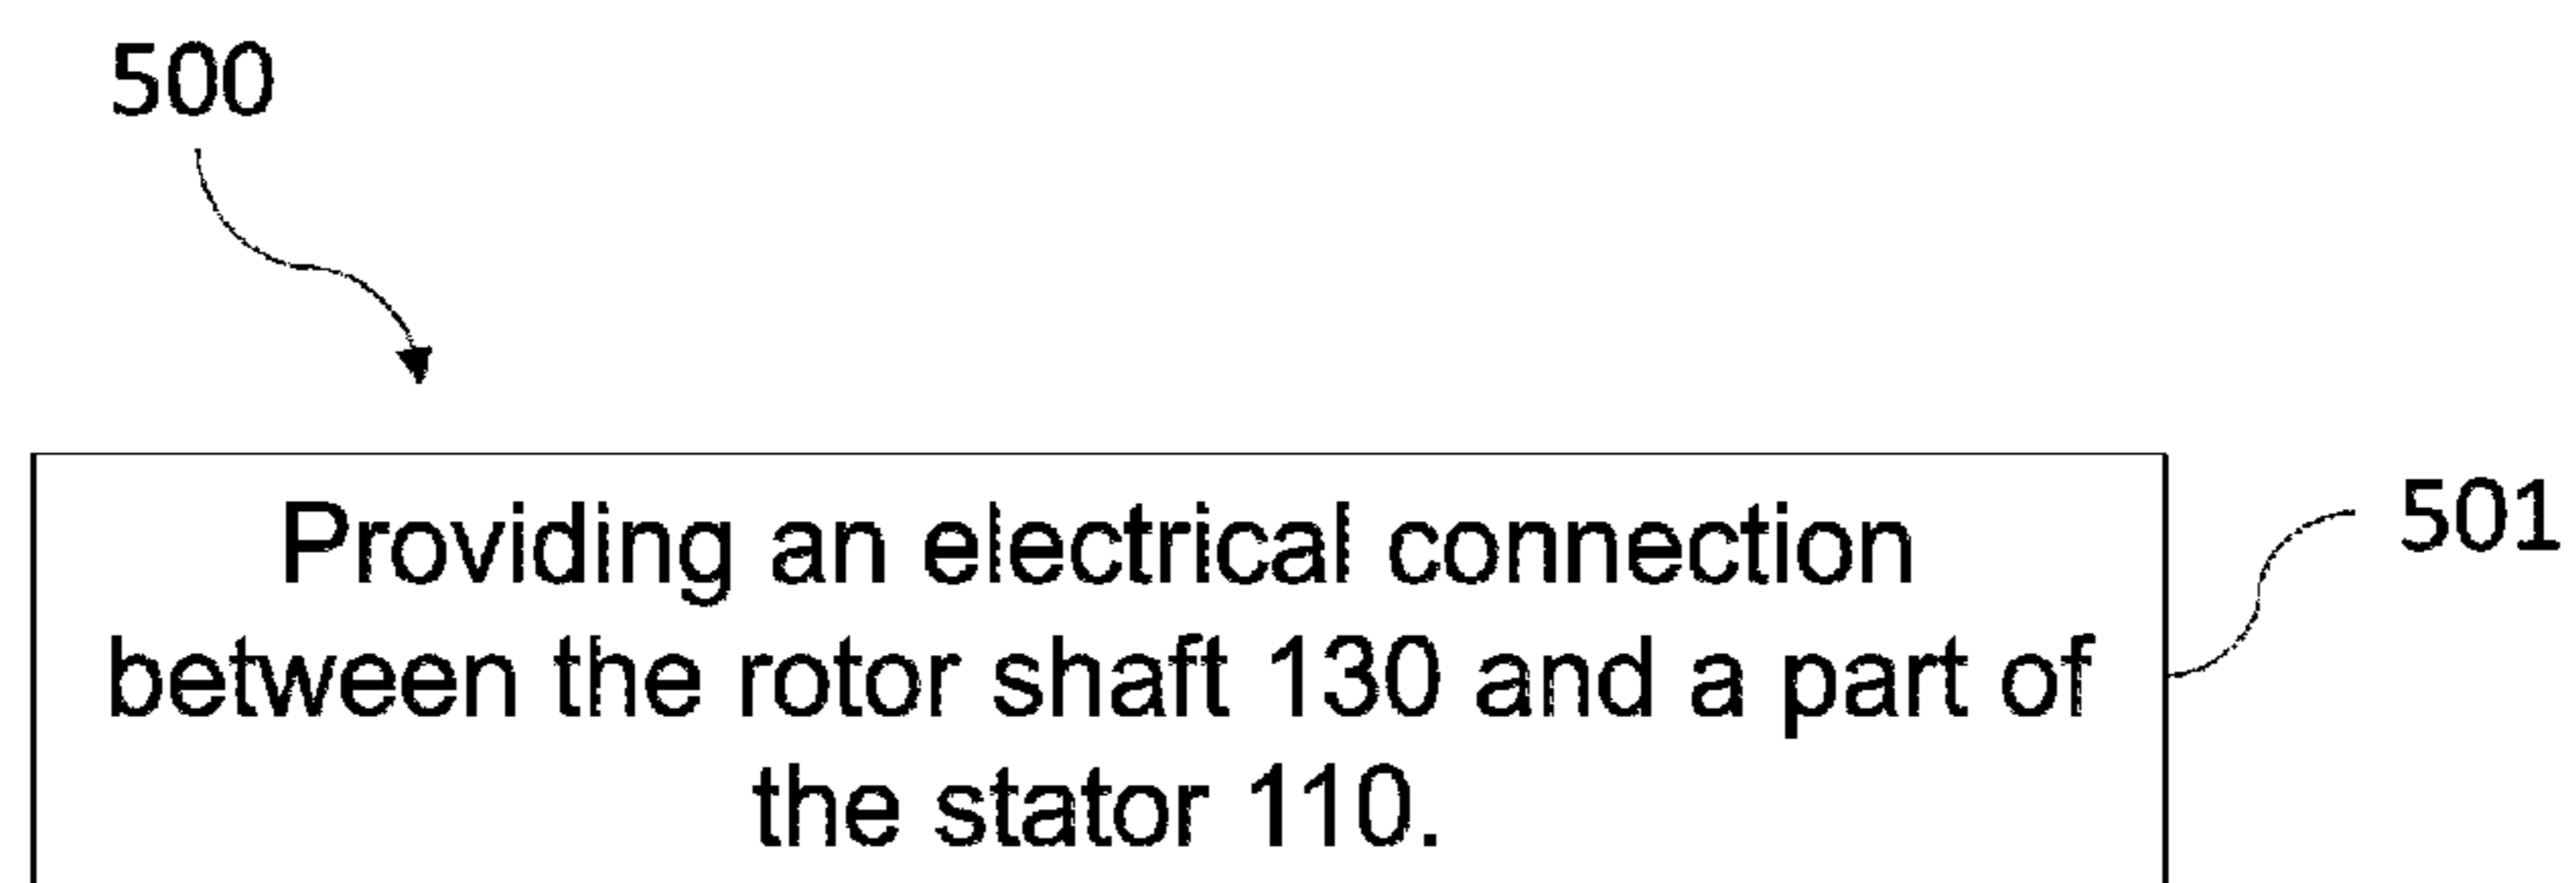 500
Providing an electrical connection
501
between the rotor shaft 130 and a part of
the stator 110.